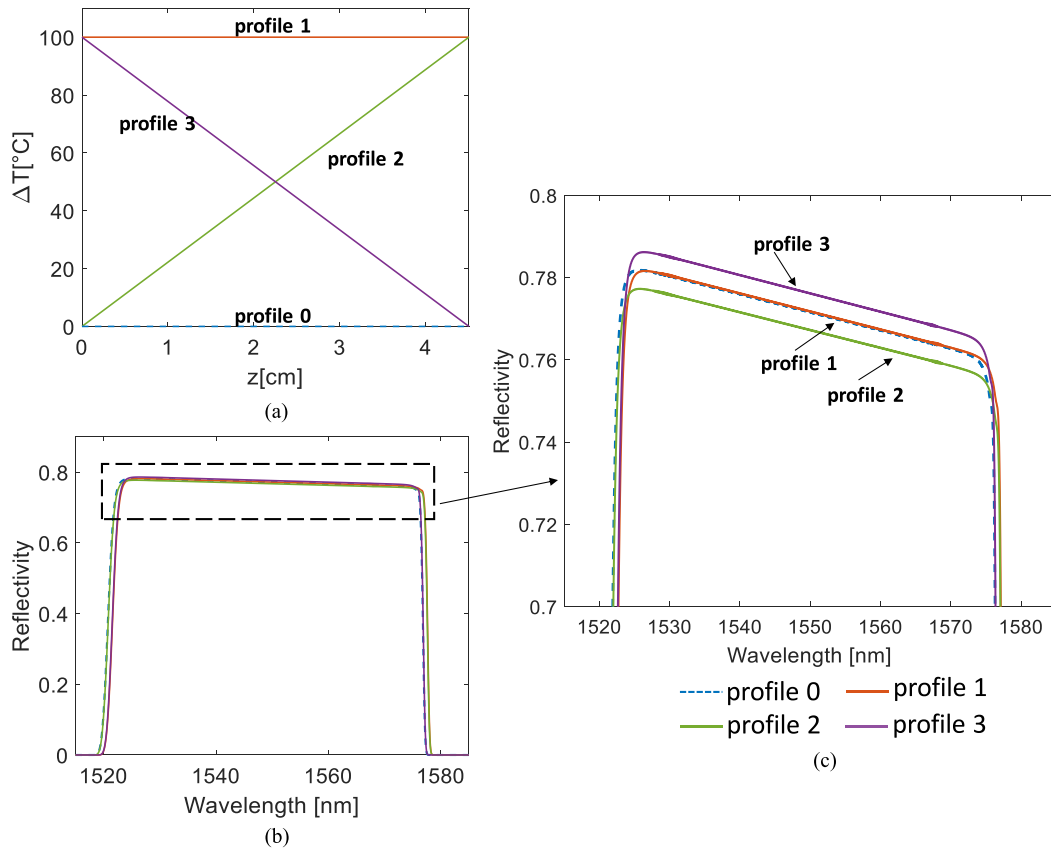 profile 1
100
80
60
40
20
0
ΔT[°C]
profile 3
profile 2
profile 0
0 1 2 3 4
z[cm]
(a)
0.8
0.6
0.4
0.2
0
Reflectivity
1520 1540 1560 1580
Wavelength [nm]
(b)
0.8
0.78
0.76
0.74
0.72
0.7
Reflectivity
profile 3
profile 1
profile 2
1520 1530 1540 1550 1560 1570 1580
Wavelength [nm]
profile 0 profile 1
profile 2 profile 3
(c)